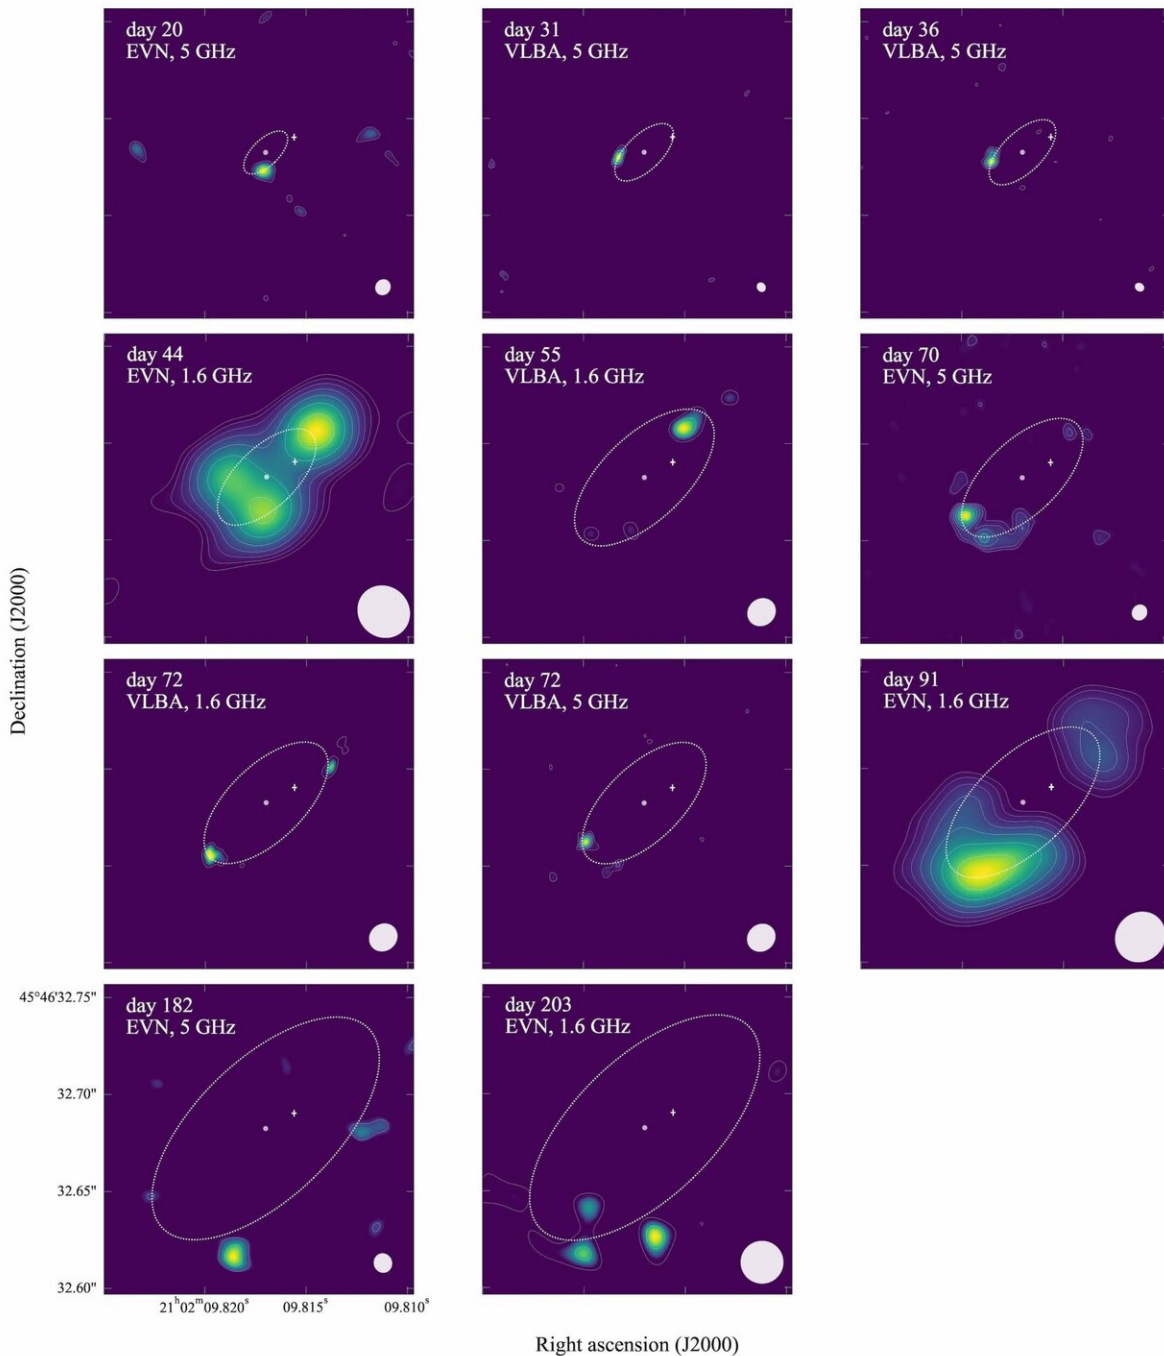 day 20
EVN, 5 GHz
day 31
VLBA, 5 GHz
day 36
VLBA, 5 GHz
day 44
EVN, 1.6 GHz
day 55
VLBA, 1.6 GHz
day 70
EVN, 5 GHz
Declination (J2000)
day 72
VLBA, 1.6 GHz
day 72
VLBA, 5 GHz
day 91
EVN, 1.6 GHz
45°46'32.75"
32.70"
32.65"
32.60"
day 182
EVN, 5 GHz
day 203
EVN, 1.6 GHz
21ʰ02ᵐ09.820ˢ 09.815ˢ 09.810ˢ
Right ascension (J2000)